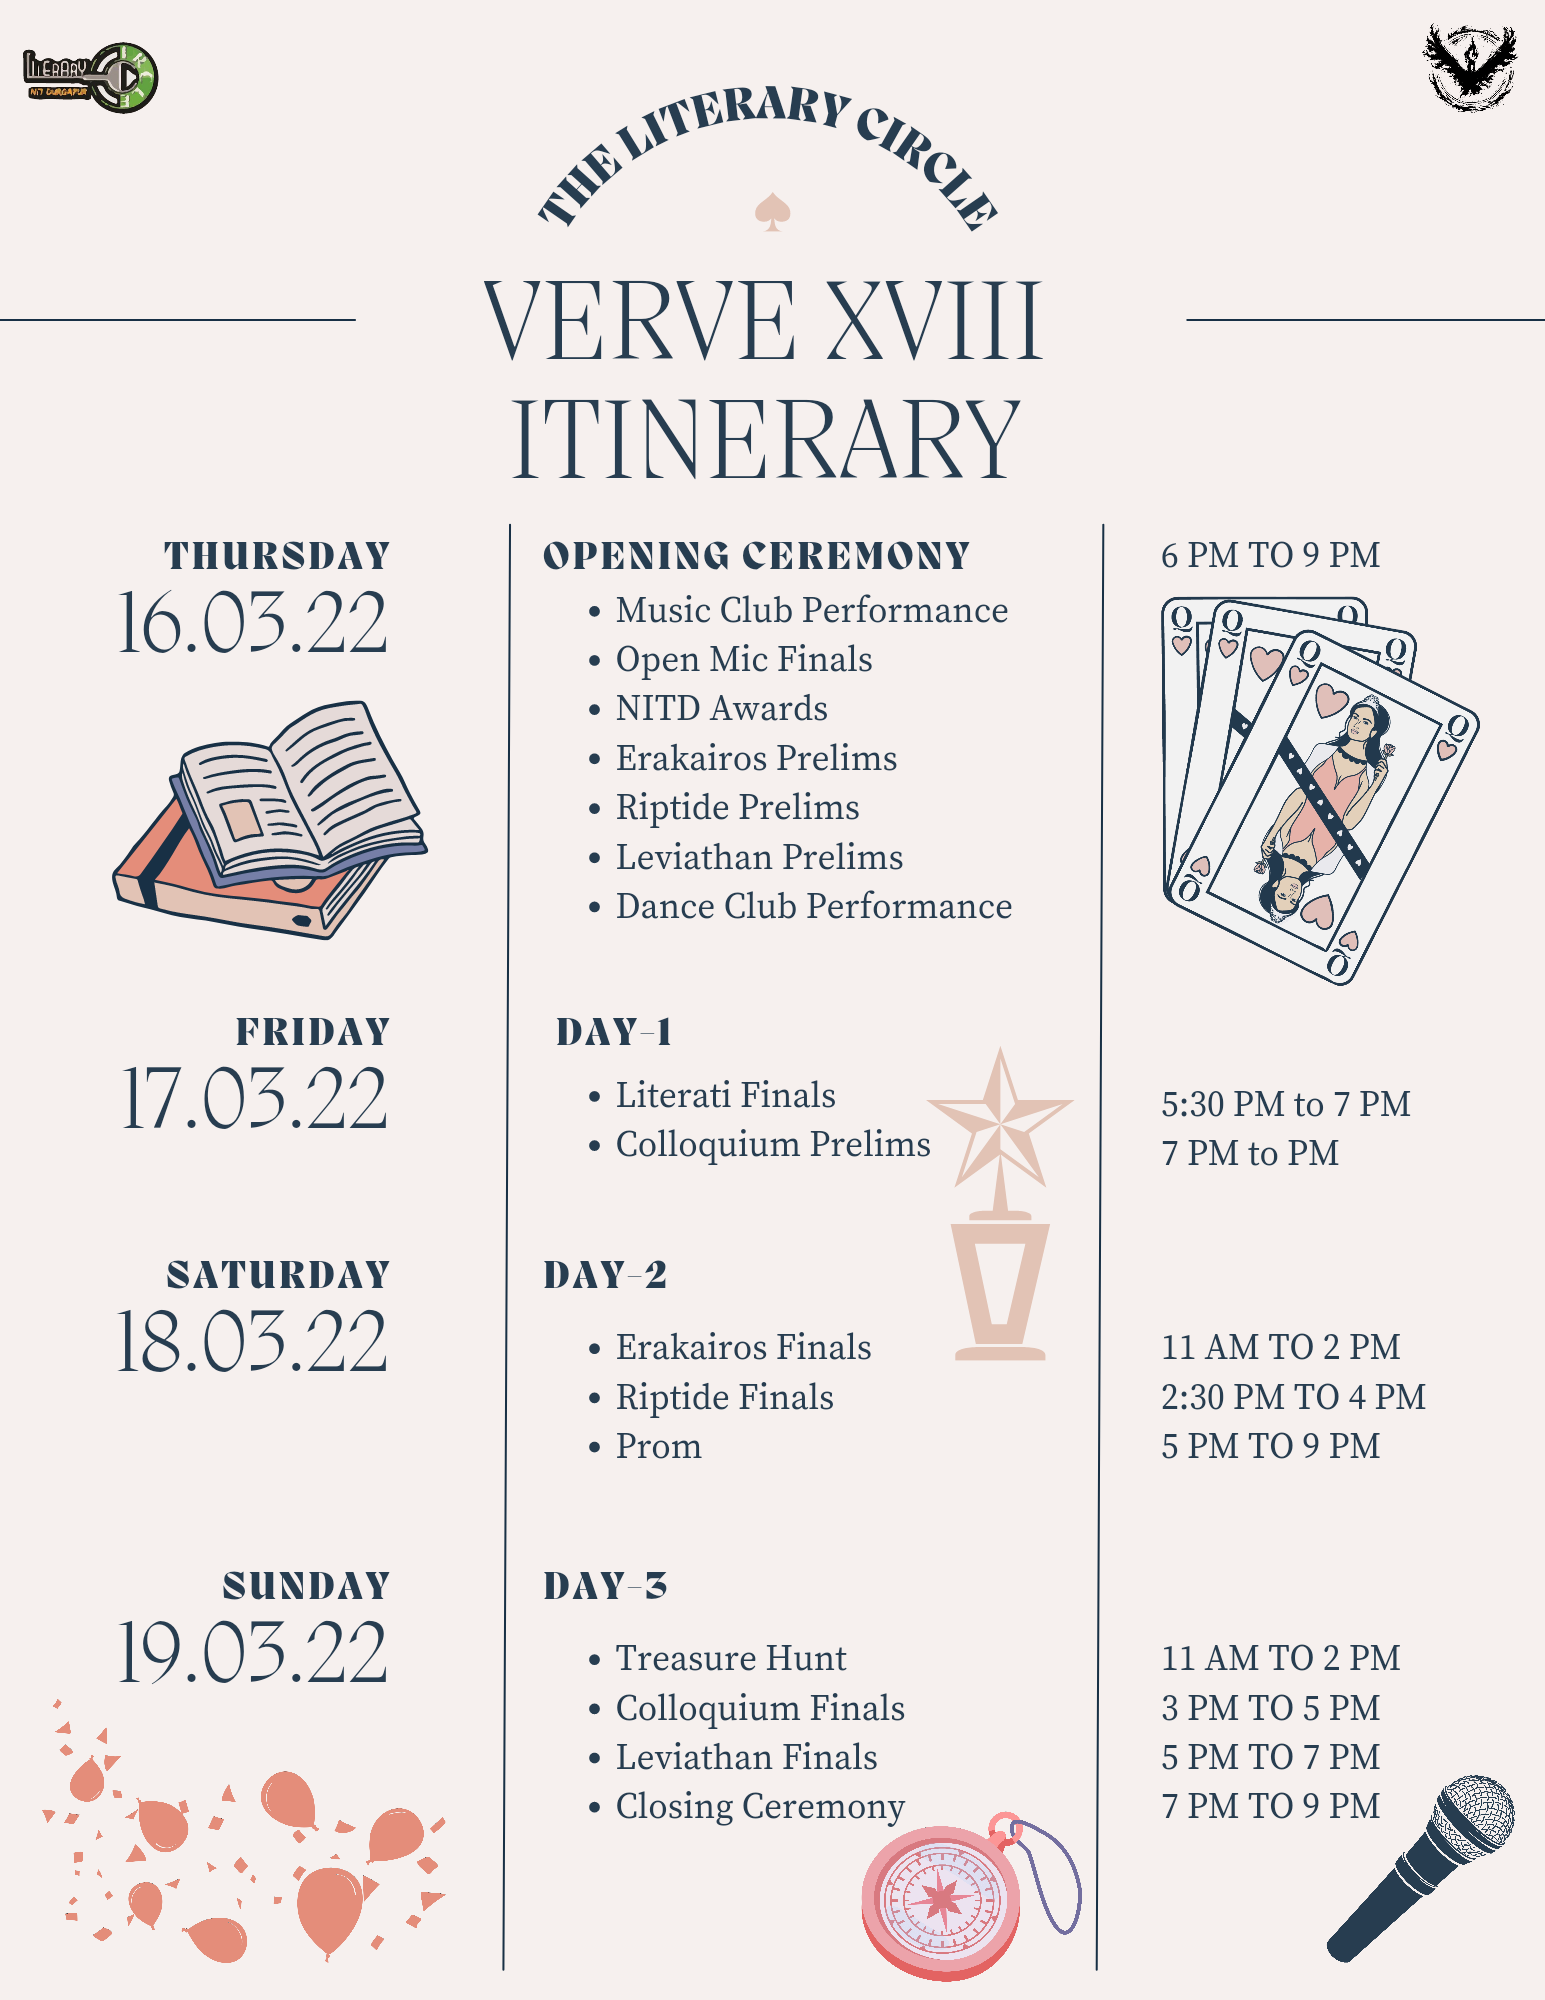 LITERARY
CIRCLE
NIT DURGAPUR
THE LITERARY CIRCLE
VERVE XVIII
ITINERARY
THURSDAY
16.03.22
OPENING CEREMONY
6 PM TO 9 PM
• Music Club Performance
• Open Mic Finals
• NITD Awards
• Erakairos Prelims
• Riptide Prelims
• Leviathan Prelims
• Dance Club Performance
Q Q
Q Q
Q Q
Q Q
Q
FRIDAY
17.03.22
DAY-1
• Literati Finals
• Colloquium Prelims
5:30 PM to 7 PM
7 PM to PM
SATURDAY
18.03.22
DAY-2
• Erakairos Finals
• Riptide Finals
• Prom
11 AM TO 2 PM
2:30 PM TO 4 PM
5 PM TO 9 PM
SUNDAY
19.03.22
DAY-3
• Treasure Hunt
• Colloquium Finals
• Leviathan Finals
• Closing Ceremony
11 AM TO 2 PM
3 PM TO 5 PM
5 PM TO 7 PM
7 PM TO 9 PM